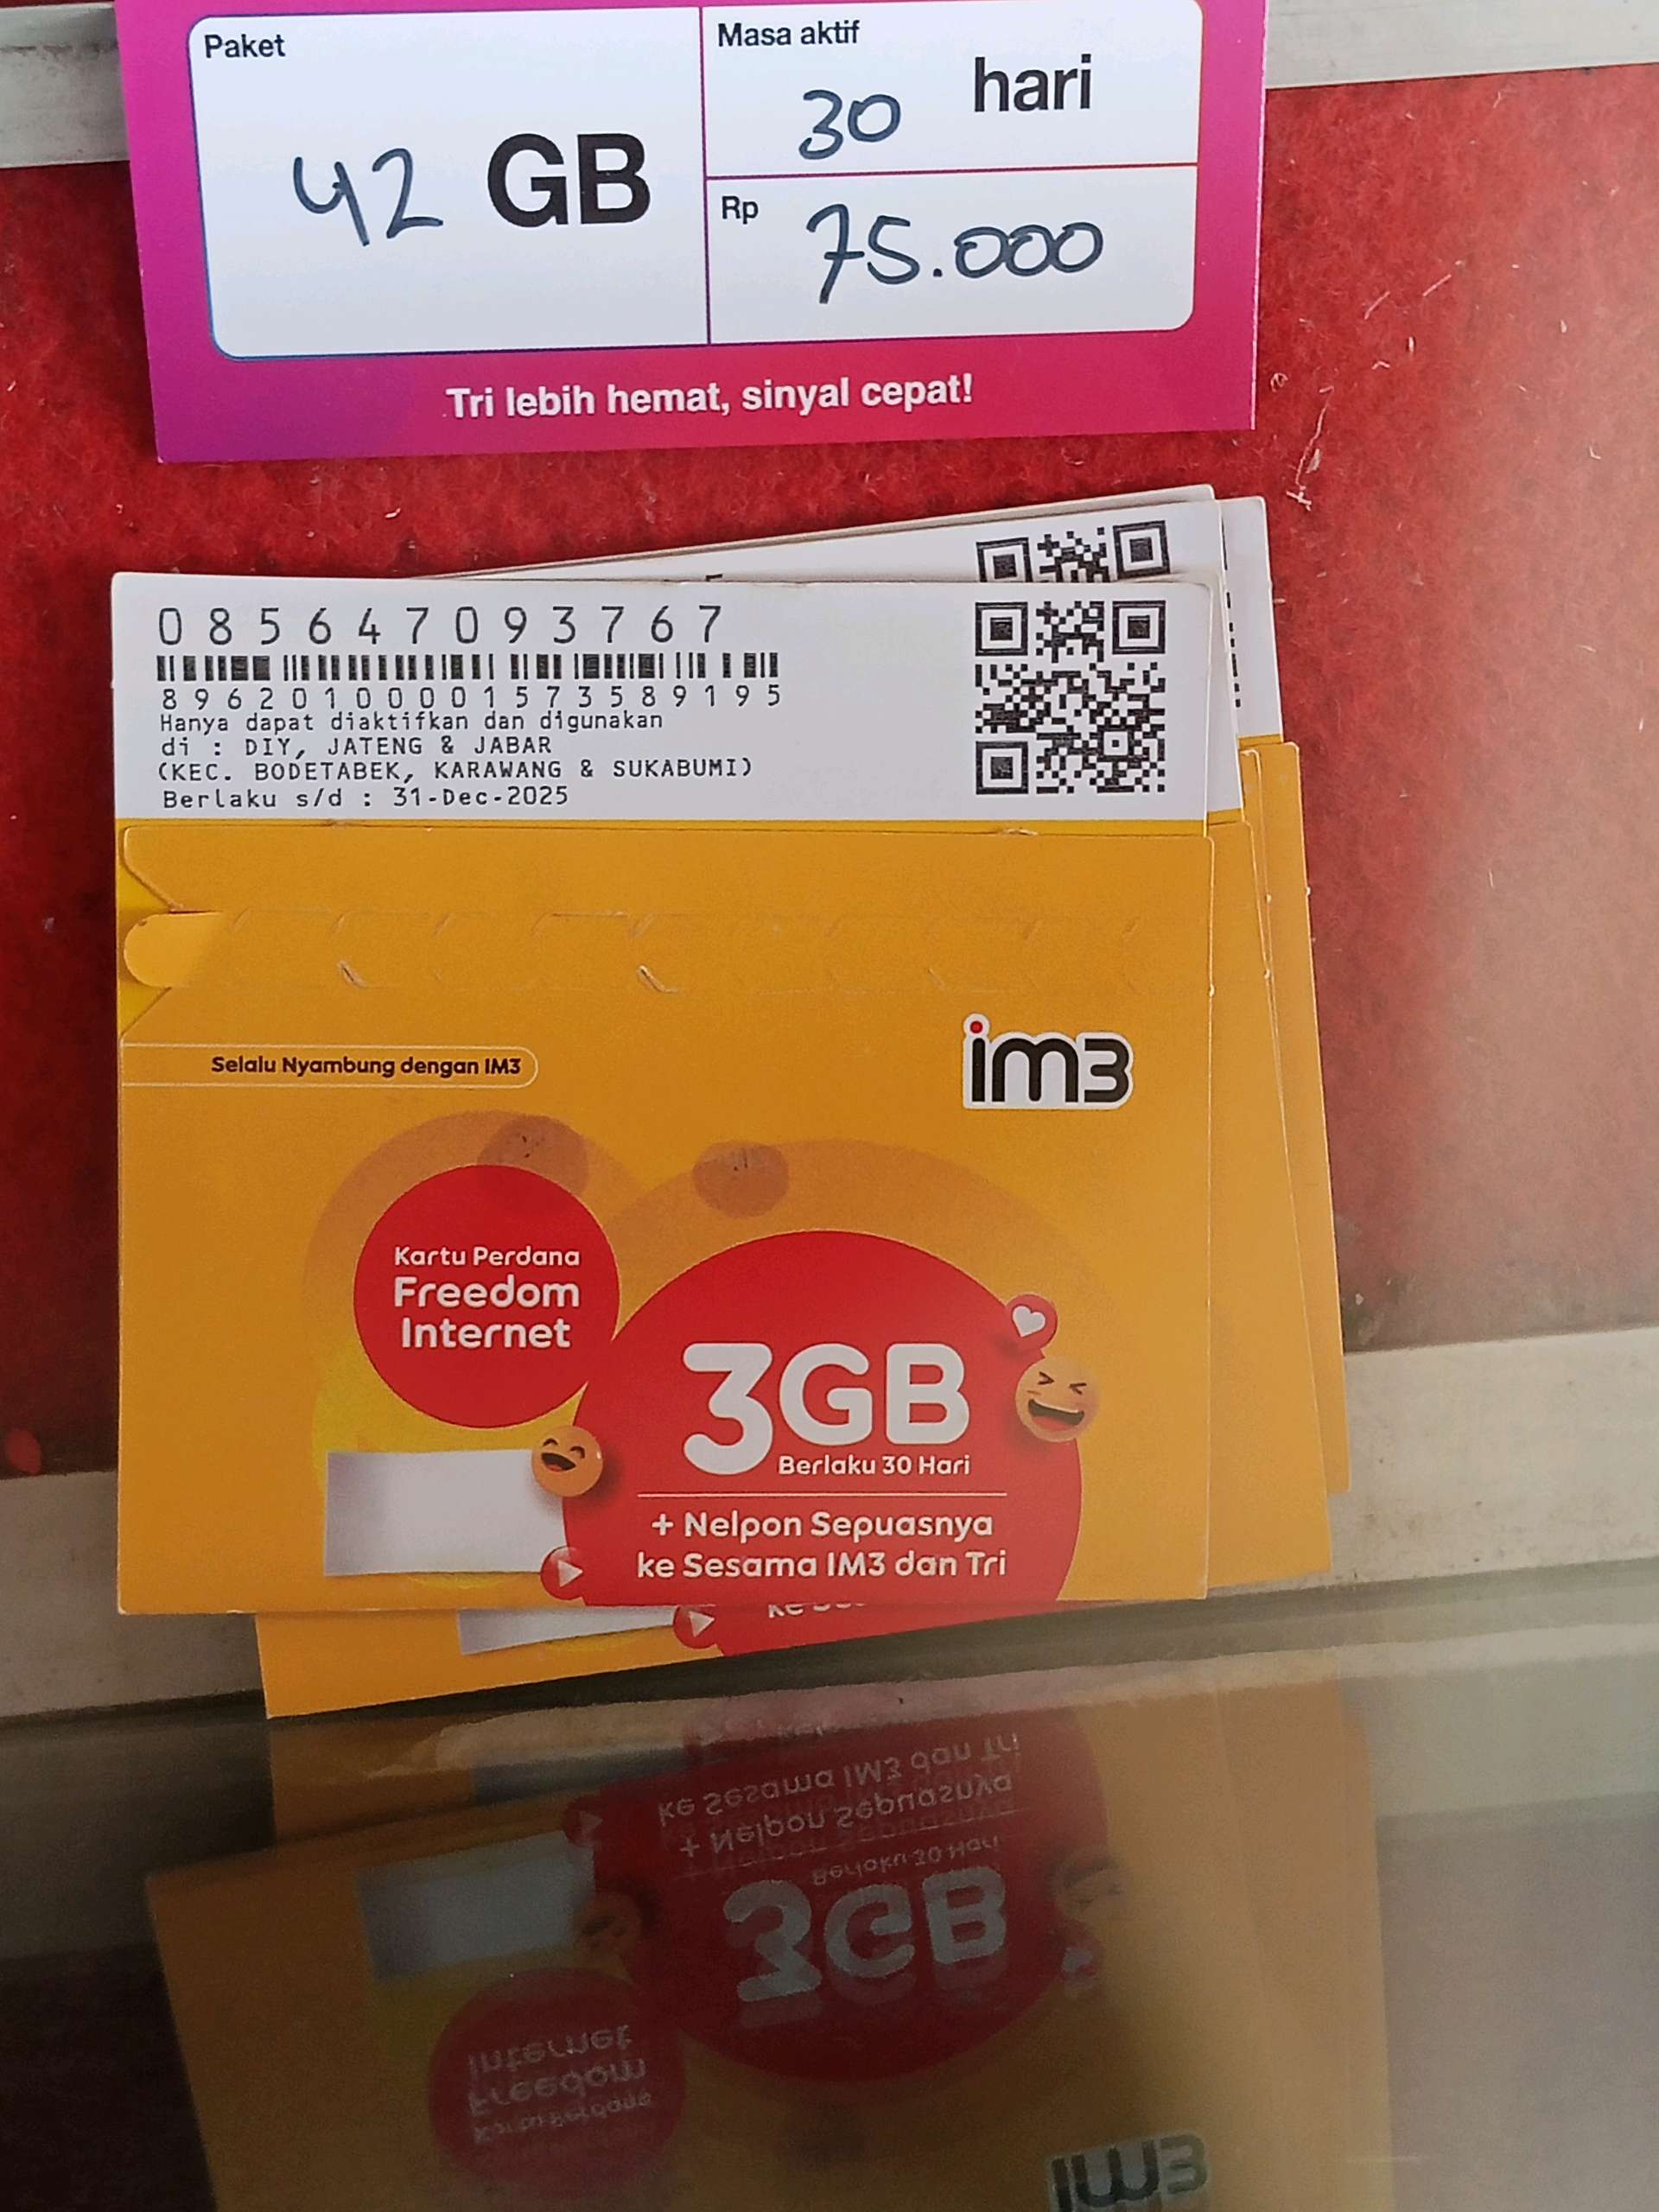 Paket
42 GB
Masa aktif
30 hari
Rp 75.000
Tri lebih hemat, sinyal cepat!
085647093767
8962010000157358919 5
Hanya dapat diaktifkan dan digunakan
di : DIY, JATENG & JABAR
(KEC. BODETABEK, KARAWANG & SUKABUMI)
Berlaku s/d : 31-Dec-2025
Selalu Nyambung dengan IM3
im3
Kartu Perdana
Freedom
Internet
3GB
Berlaku 30 Hari
+ Nelpon Sepuasnya
ke Sesama IM3 dan Tri